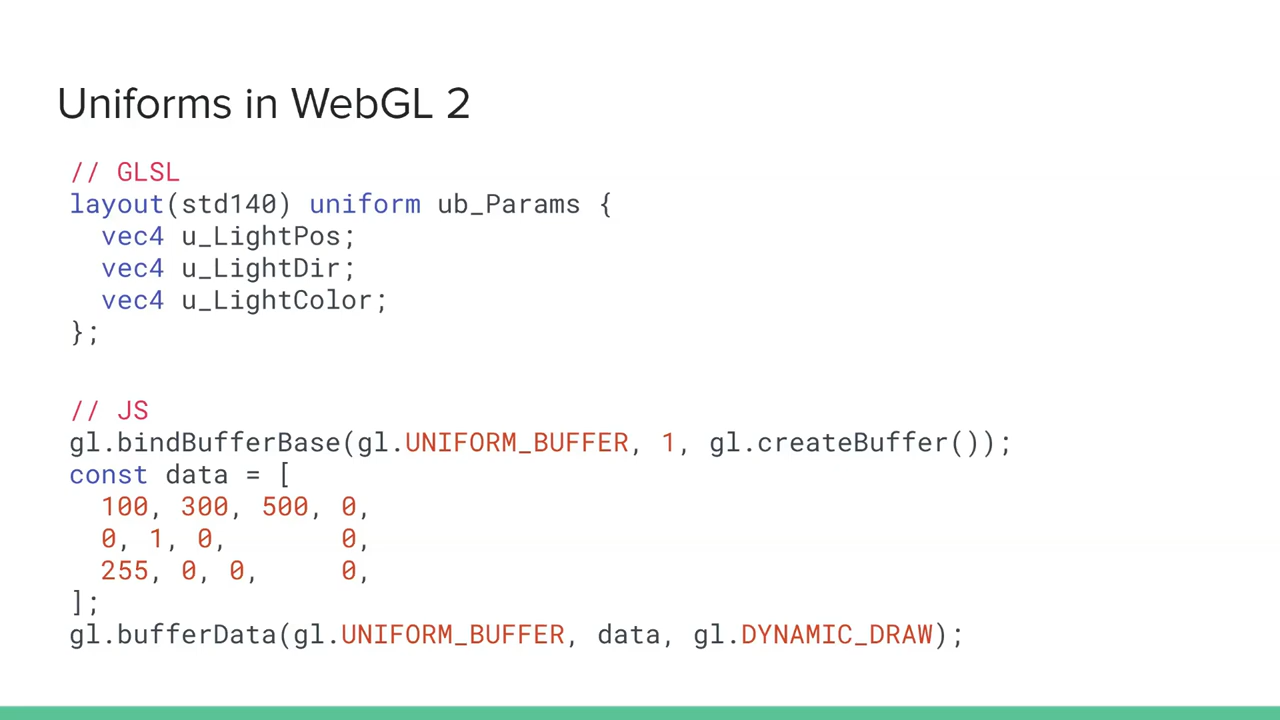 Uniforms in WebGL 2
// GLSL
layout(std140) uniform ub_Params {
  vec4 u_LightPos;
  vec4 u_LightDir;
  vec4 u_LightColor;
};
// JS
gl.bindBufferBase(gl.UNIFORM_BUFFER, 1, gl.createBuffer());
const data = [
  100, 300, 500, 0,
  0, 1, 0,       0,
  255, 0, 0,     0,
];
gl.bufferData(gl.UNIFORM_BUFFER, data, gl.DYNAMIC_DRAW);